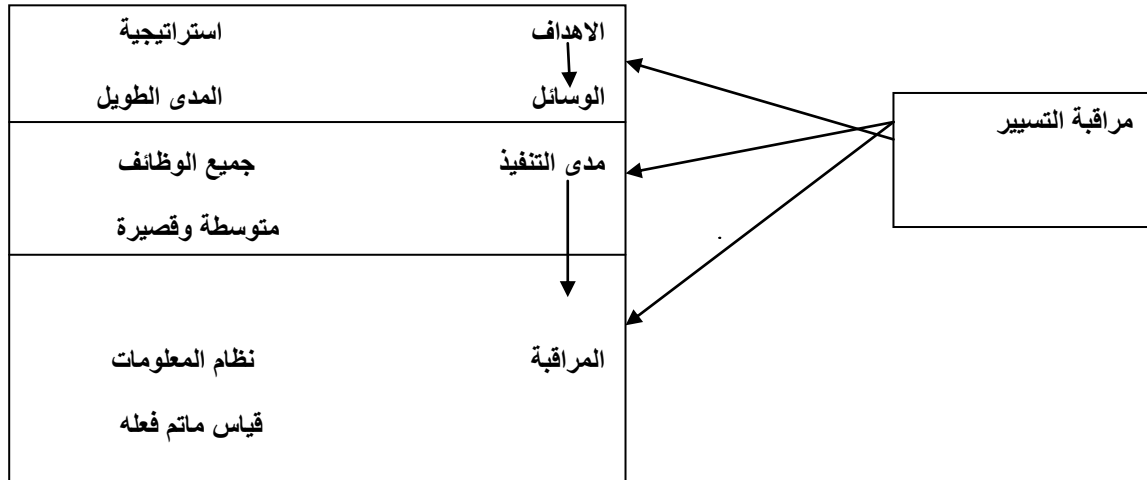 الاهداف استراتيجية
الوسائل المدى الطويل
مراقبة التسيير
مدى التنفيذ جميع الوظائف
متوسطة وقصيرة
المراقبة نظام المعلومات
قياس ماتم فعله